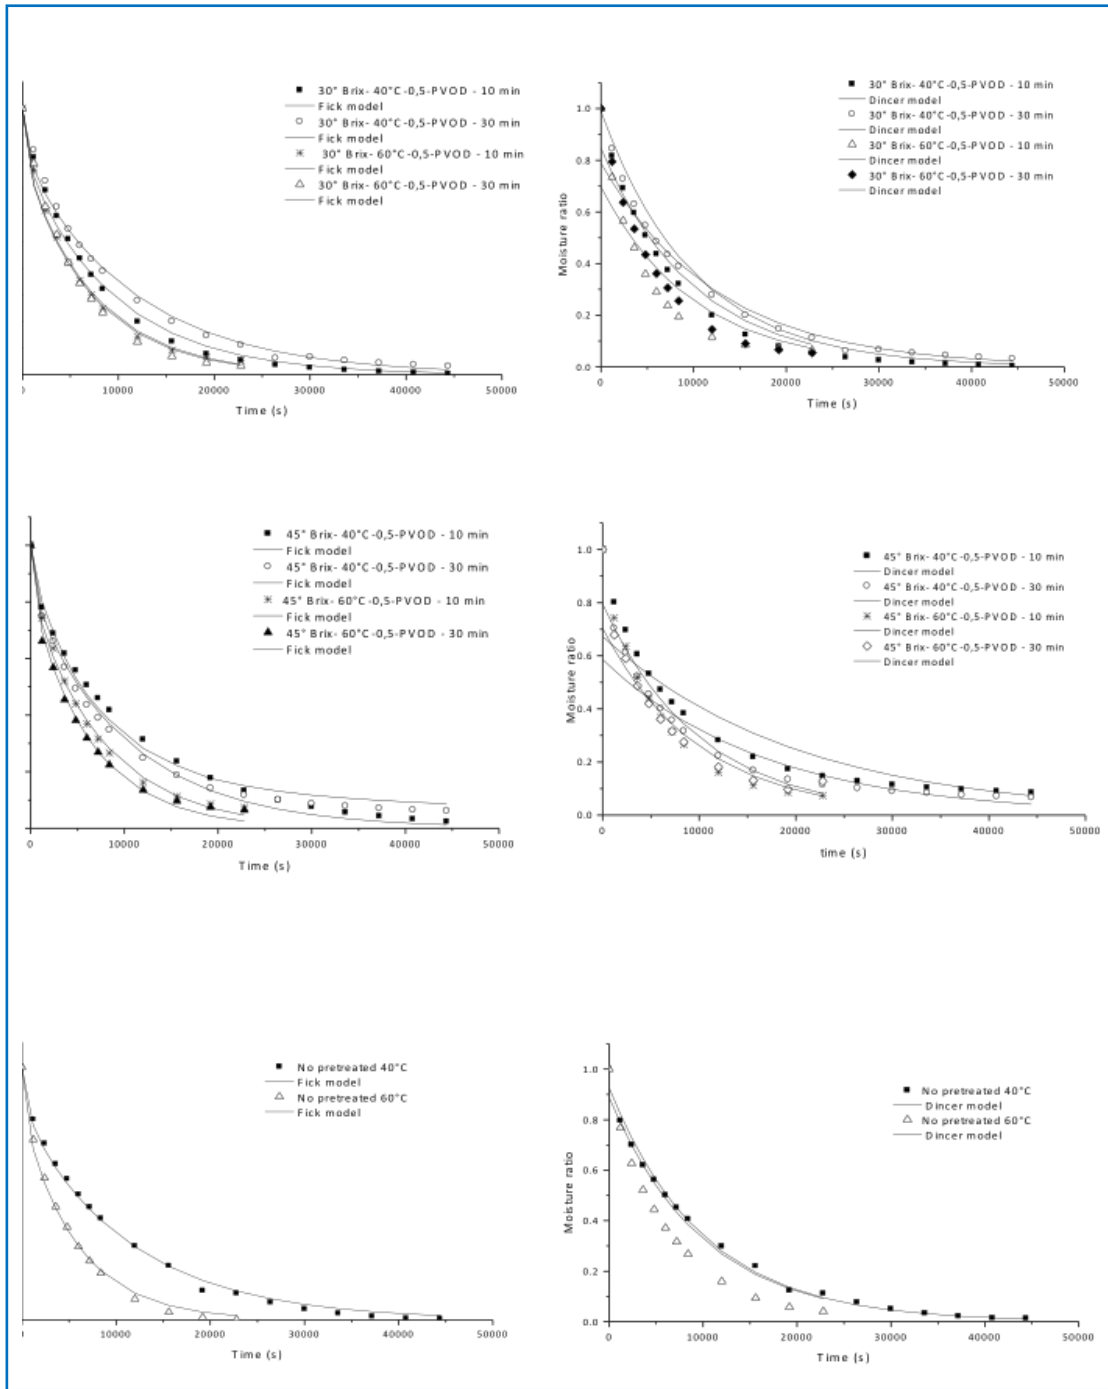 30° Brix- 40°C-0,5-PVOD - 10 min
Fick model
30° Brix- 40°C-0,5-PVOD - 30 min
Fick model
30° Brix- 60°C-0,5-PVOD - 10 min
Fick model
30° Brix- 60°C-0,5-PVOD - 30 min
Fick model
0 10000 20000 30000 40000 50000
Time (s)
30° Brix- 40°C-0,5-PVOD - 10 min
Dincer model
30° Brix- 40°C-0,5-PVOD - 30 min
Dincer model
30° Brix- 60°C-0,5-PVOD - 10 min
Dincer model
30° Brix- 60°C-0,5-PVOD - 30 min
Dincer model
Moisture ratio
1.0
0.8
0.6
0.4
0.2
0.0
0 10000 20000 30000 40000 50000
Time (s)
45° Brix- 40°C-0,5-PVOD - 10 min
Fick model
45° Brix- 40°C-0,5-PVOD - 30 min
Fick model
45° Brix- 60°C-0,5-PVOD - 10 min
Fick model
45° Brix- 60°C-0,5-PVOD - 30 min
Fick model
0 10000 20000 30000 40000 50000
Time (s)
45° Brix- 40°C-0,5-PVOD - 10 min
Dincer model
45° Brix- 40°C-0,5-PVOD - 30 min
Dincer model
45° Brix- 60°C-0,5-PVOD - 10 min
Dincer model
45° Brix- 60°C-0,5-PVOD - 30 min
Dincer model
Moisture ratio
1.0
0.8
0.6
0.4
0.2
0.0
0 10000 20000 30000 40000 50000
time (s)
No pretreated 40°C
Fick model
No pretreated 60°C
Fick model
0 10000 20000 30000 40000 50000
Time (s)
No pretreated 40°C
Dincer model
No pretreated 60°C
Dincer model
Moisture ratio
1.0
0.8
0.6
0.4
0.2
0.0
0 10000 20000 30000 40000 50000
Time (s)